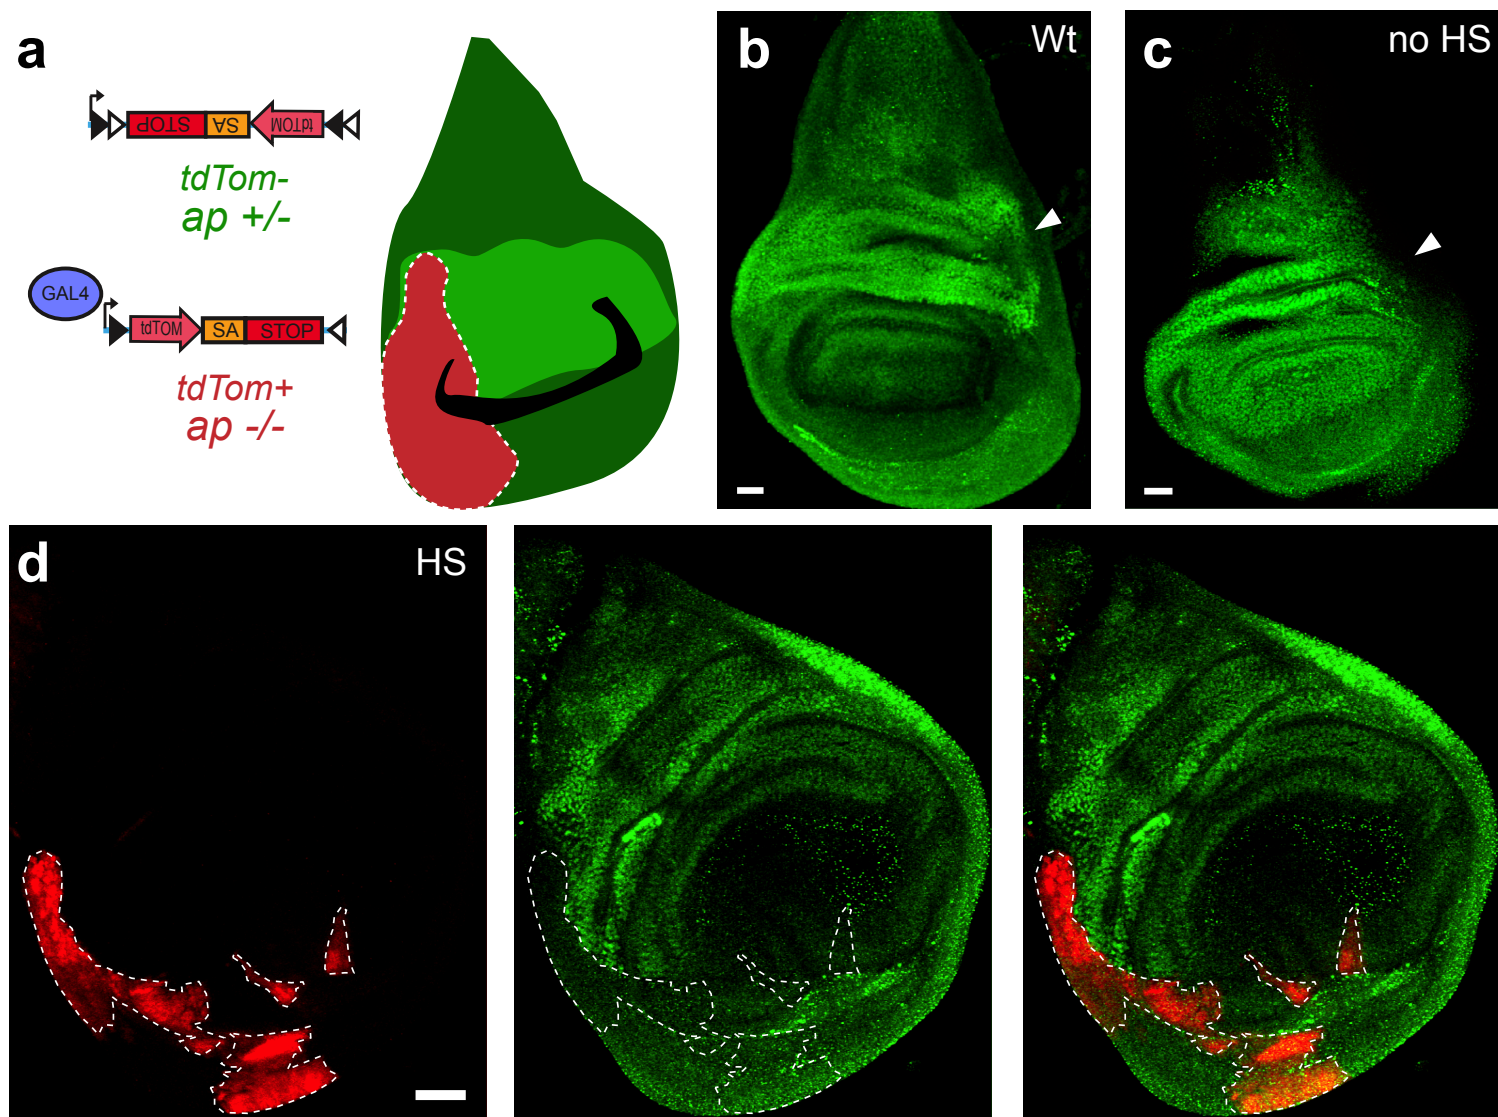 a
STOP SA tdTOM
tdTom-
ap +/-
GAL4
tdTOM SA STOP
tdTom+
ap -/-
b
Wt
c
no HS
d
HS